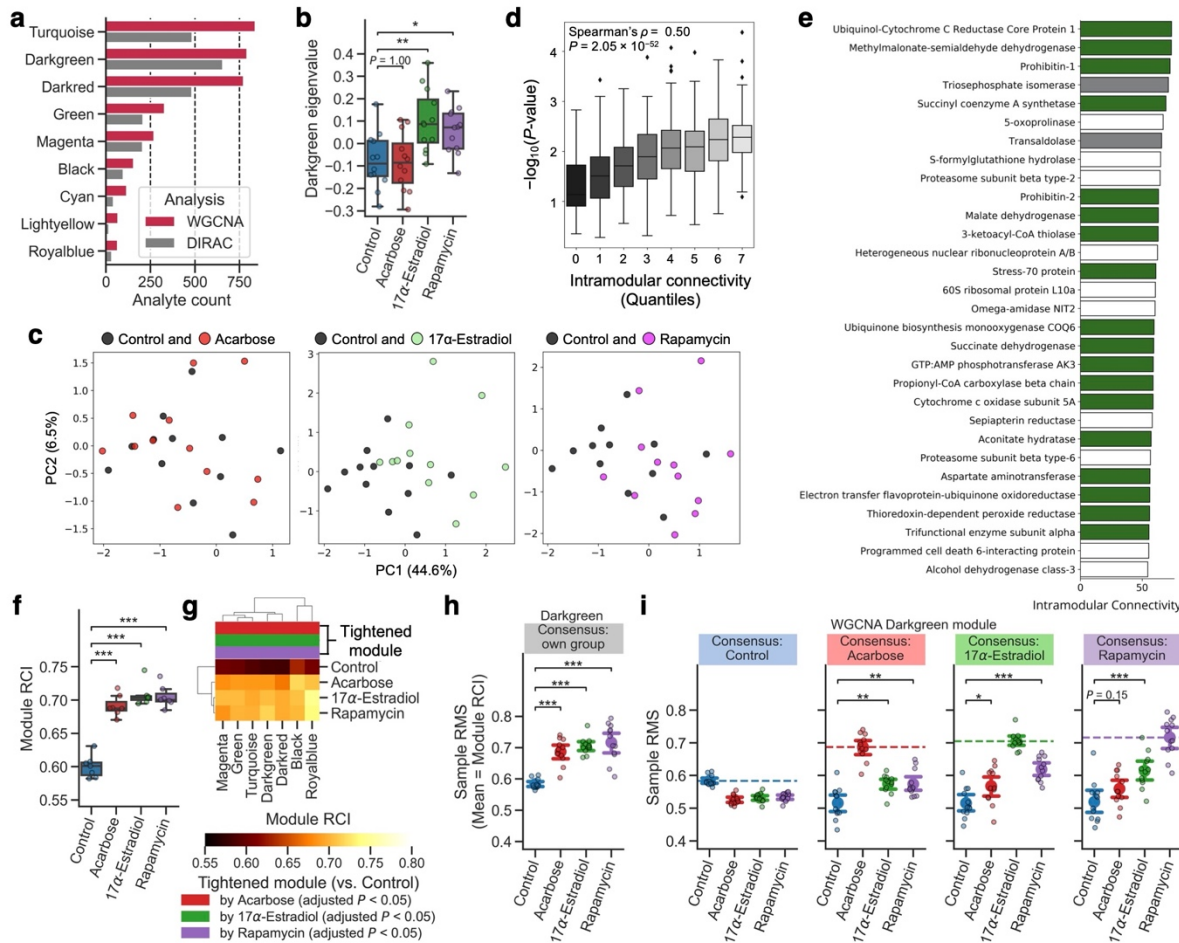 a
Turquoise
Darkgreen
Darkred
Green
Magenta
Black
Cyan
Lightyellow
Royalblue
Analysis
WGCNA
DIRAC
0 250 500 750
Analyte count
b
*
**
P = 1.00
Darkgreen eigenvalue
0.4
0.3
0.2
0.1
0.0
−0.1
−0.2
−0.3
Control
Acarbose
17α-Estradiol
Rapamycin
d
Spearman's ρ = 0.50
P = 2.05 × 10−52
−log10(P-value)
4
3
2
1
0 1 2 3 4 5 6 7
Intramodular connectivity
(Quantiles)
e
Ubiquinol-Cytochrome C Reductase Core Protein 1
Methylmalonate-semialdehyde dehydrogenase
Prohibitin-1
Triosephosphate isomerase
Succinyl coenzyme A synthetase
5-oxoprolinase
Transaldolase
S-formylglutathione hydrolase
Proteasome subunit beta type-2
Prohibitin-2
Malate dehydrogenase
3-ketoacyl-CoA thiolase
Heterogeneous nuclear ribonucleoprotein A/B
Stress-70 protein
60S ribosomal protein L10a
Omega-amidase NIT2
Ubiquinone biosynthesis monooxygenase COQ6
Succinate dehydrogenase
GTP:AMP phosphotransferase AK3
Propionyl-CoA carboxylase beta chain
Cytochrome c oxidase subunit 5A
Sepiapterin reductase
Aconitate hydratase
Proteasome subunit beta type-6
Aspartate aminotransferase
Electron transfer flavoprotein-ubiquinone oxidoreductase
Thioredoxin-dependent peroxide reductase
Trifunctional enzyme subunit alpha
Programmed cell death 6-interacting protein
Alcohol dehydrogenase class-3
0 50
Intramodular Connectivity
c
Control and Acarbose
Control and 17α-Estradiol
Control and Rapamycin
PC2 (6.5%)
1.5
1.0
0.5
0.0
−0.5
−1.0
−1.5
−2 −1 0 1
3
2
1
0
−1
−2 −1 0 1 2
2
1
0
−1
−2
−2 −1 0 1
PC1 (44.6%)
f
***
***
***
Module RCI
0.75
0.70
0.65
0.60
0.55
Control
Acarbose
17α-Estradiol
Rapamycin
g
Tightened
module
Control
Acarbose
17α-Estradiol
Rapamycin
Magenta
Green
Turquoise
Darkgreen
Darkred
Black
Royalblue
Module RCI
0.55 0.65 0.70 0.80
Tightened module (vs. Control)
by Acarbose (adjusted P < 0.05)
by 17α-Estradiol (adjusted P < 0.05)
by Rapamycin (adjusted P < 0.05)
h
Darkgreen
Consensus:
own group
***
***
***
Sample RMS
(Mean = Module RCI)
0.8
0.7
0.6
0.5
0.4
Control
Acarbose
17α-Estradiol
Rapamycin
i
WGCNA Darkgreen module
Consensus:
Control
Consensus:
Acarbose
Consensus:
17α-Estradiol
Consensus:
Rapamycin
**
**
***
*
***
***
P = 0.15
Sample RMS
0.8
0.7
0.6
0.5
0.4
Control
Acarbose
17α-Estradiol
Rapamycin
Control
Acarbose
17α-Estradiol
Rapamycin
Control
Acarbose
17α-Estradiol
Rapamycin
Control
Acarbose
17α-Estradiol
Rapamycin